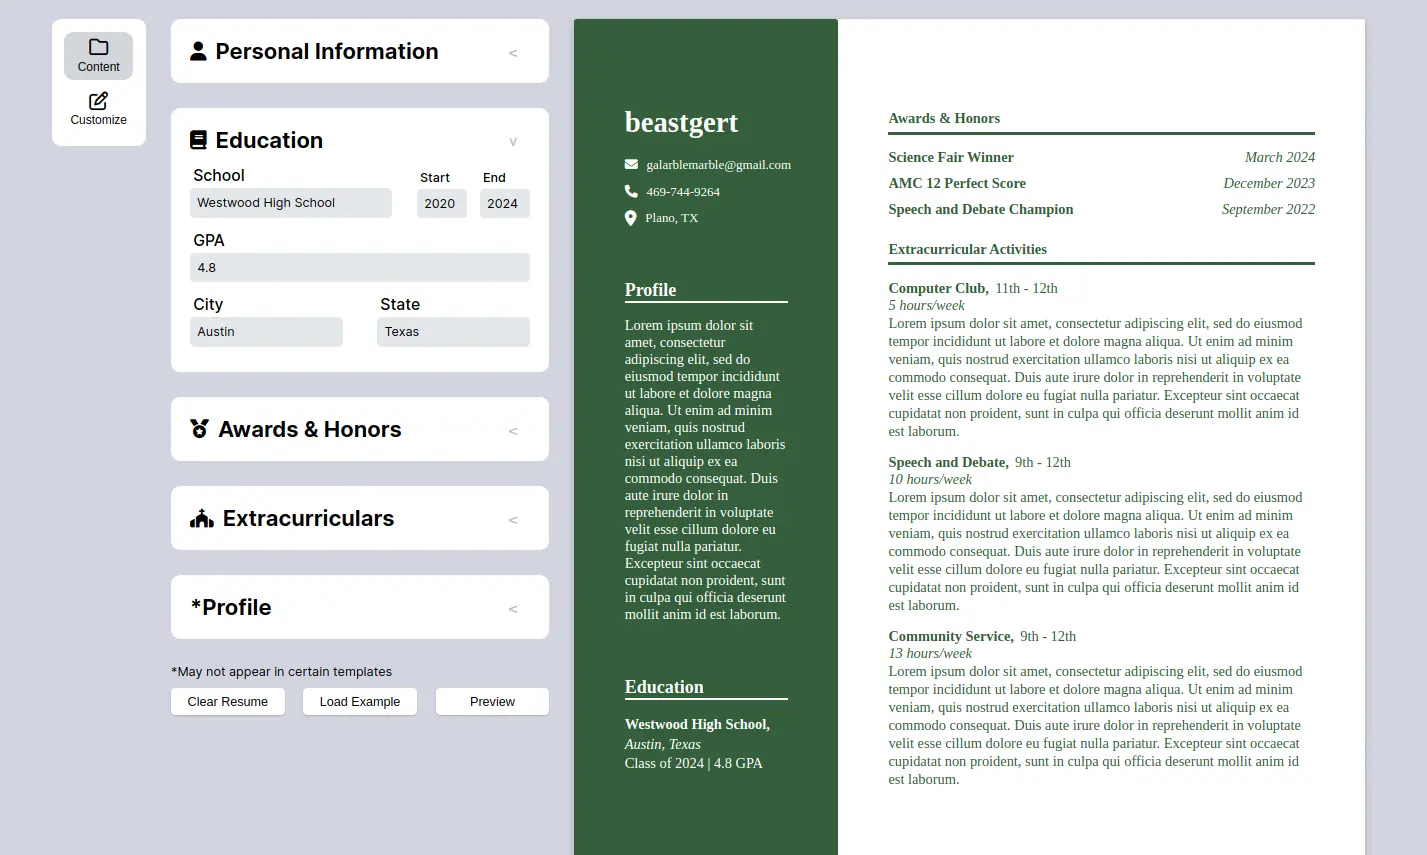 Content
Customize
Personal Information <
Education v
School Start End
Westwood High School 2020 2024
GPA
4.8
City State
Austin Texas
Awards & Honors <
Extracurriculars <
*Profile <
*May not appear in certain templates
Clear Resume Load Example Preview
beastgert
galarblemarble@gmail.com
469-744-9264
Plano, TX
Profile
Lorem ipsum dolor sit
amet, consectetur
adipiscing elit, sed do
eiusmod tempor incididunt
ut labore et dolore magna
aliqua. Ut enim ad minim
veniam, quis nostrud
exercitation ullamco laboris
nisi ut aliquip ex ea
commodo consequat. Duis
aute irure dolor in
reprehenderit in voluptate
velit esse cillum dolore eu
fugiat nulla pariatur.
Excepteur sint occaecat
cupidatat non proident, sunt
in culpa qui officia deserunt
mollit anim id est laborum.
Education
Westwood High School,
Austin, Texas
Class of 2024 | 4.8 GPA
Awards & Honors
Science Fair Winner March 2024
AMC 12 Perfect Score December 2023
Speech and Debate Champion September 2022
Extracurricular Activities
Computer Club, 11th - 12th
5 hours/week
Lorem ipsum dolor sit amet, consectetur adipiscing elit, sed do eiusmod
tempor incididunt ut labore et dolore magna aliqua. Ut enim ad minim
veniam, quis nostrud exercitation ullamco laboris nisi ut aliquip ex ea
commodo consequat. Duis aute irure dolor in reprehenderit in voluptate
velit esse cillum dolore eu fugiat nulla pariatur. Excepteur sint occaecat
cupidatat non proident, sunt in culpa qui officia deserunt mollit anim id
est laborum.
Speech and Debate, 9th - 12th
10 hours/week
Lorem ipsum dolor sit amet, consectetur adipiscing elit, sed do eiusmod
tempor incididunt ut labore et dolore magna aliqua. Ut enim ad minim
veniam, quis nostrud exercitation ullamco laboris nisi ut aliquip ex ea
commodo consequat. Duis aute irure dolor in reprehenderit in voluptate
velit esse cillum dolore eu fugiat nulla pariatur. Excepteur sint occaecat
cupidatat non proident, sunt in culpa qui officia deserunt mollit anim id
est laborum.
Community Service, 9th - 12th
13 hours/week
Lorem ipsum dolor sit amet, consectetur adipiscing elit, sed do eiusmod
tempor incididunt ut labore et dolore magna aliqua. Ut enim ad minim
veniam, quis nostrud exercitation ullamco laboris nisi ut aliquip ex ea
commodo consequat. Duis aute irure dolor in reprehenderit in voluptate
velit esse cillum dolore eu fugiat nulla pariatur. Excepteur sint occaecat
cupidatat non proident, sunt in culpa qui officia deserunt mollit anim id
est laborum.